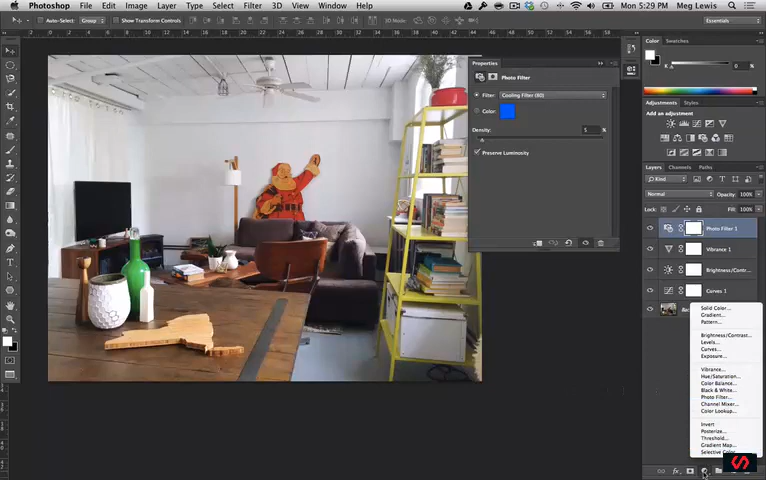 Photoshop File Edit Image Layer Type Select Filter 3D View Window Help
Mon 5:29 PM Meg Lewis
Auto-Select: Group Show Transform Controls 3D Mode: Essentials
Properties
Photo Filter
Filter: Cooling Filter (80)
Color:
Density: 5 %
Preserve Luminosity
Color Swatches
K 0 %
Adjustments Styles
Add an adjustment
Layers Channels Paths
Kind
Normal Opacity: 100%
Lock: Fill: 100%
Photo Filter 1
Vibrance 1
Brightness/Contr...
Curves 1
Solid Color...
Gradient...
Pattern...
Brightness/Contrast...
Levels...
Curves...
Exposure...
Vibrance...
Hue/Saturation...
Color Balance...
Black & White...
Photo Filter...
Channel Mixer...
Color Lookup...
Invert
Posterize...
Threshold...
Gradient Map...
Selective Color...